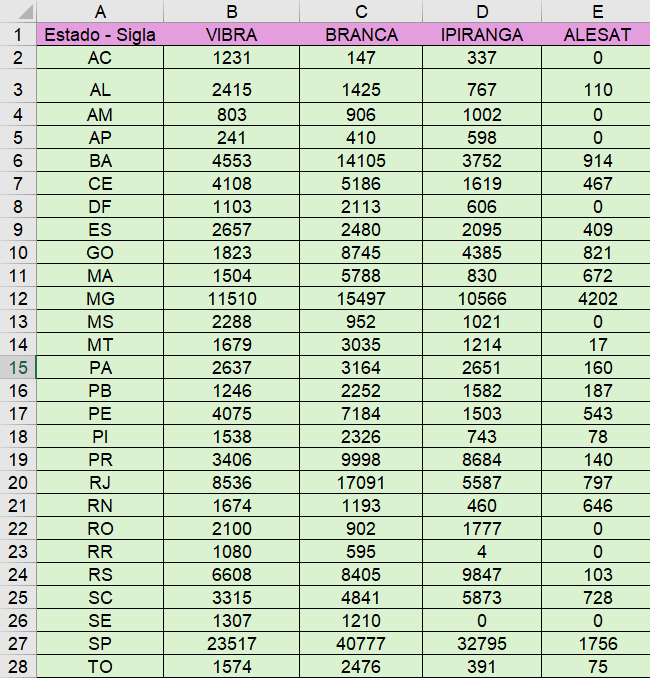 A B C D E
1 Estado - Sigla VIBRA BRANCA IPIRANGA ALESAT
2 AC 1231 147 337 0
3 AL 2415 1425 767 110
4 AM 803 906 1002 0
5 AP 241 410 598 0
6 BA 4553 14105 3752 914
7 CE 4108 5186 1619 467
8 DF 1103 2113 606 0
9 ES 2657 2480 2095 409
10 GO 1823 8745 4385 821
11 MA 1504 5788 830 672
12 MG 11510 15497 10566 4202
13 MS 2288 952 1021 0
14 MT 1679 3035 1214 17
15 PA 2637 3164 2651 160
16 PB 1246 2252 1582 187
17 PE 4075 7184 1503 543
18 PI 1538 2326 743 78
19 PR 3406 9998 8684 140
20 RJ 8536 17091 5587 797
21 RN 1674 1193 460 646
22 RO 2100 902 1777 0
23 RR 1080 595 4 0
24 RS 6608 8405 9847 103
25 SC 3315 4841 5873 728
26 SE 1307 1210 0 0
27 SP 23517 40777 32795 1756
28 TO 1574 2476 391 75